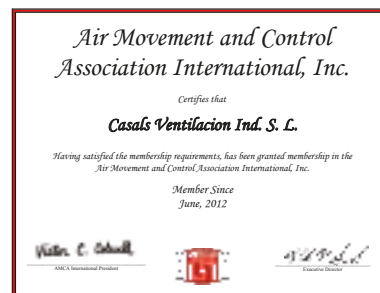 Air Movement and Control
Association International, Inc.
Certifies that
Casals Ventilacion Ind. S. L.
Having satisfied the membership requirements, has been granted membership in the
Air Movement and Control Association International, Inc.
Member Since
June, 2012
AMCA International President
Executive Director